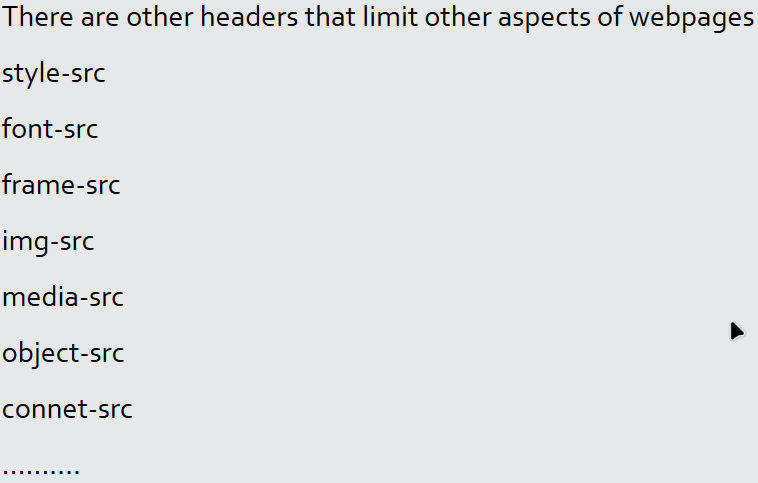 There are other headers that limit other aspects of webpages
style-src
font-src
frame-src
img-src
media-src
object-src
connet-src
..........